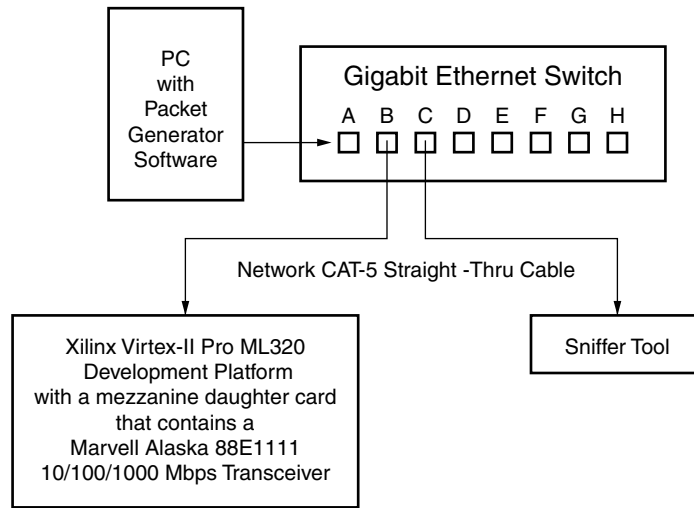 PC
with
Packet
Generator
Software
Gigabit Ethernet Switch
A B C D E F G H
Network CAT-5 Straight -Thru Cable
Xilinx Virtex-II Pro ML320
Development Platform
with a mezzanine daughter card
that contains a
Marvell Alaska 88E1111
10/100/1000 Mbps Transceiver
Sniffer Tool